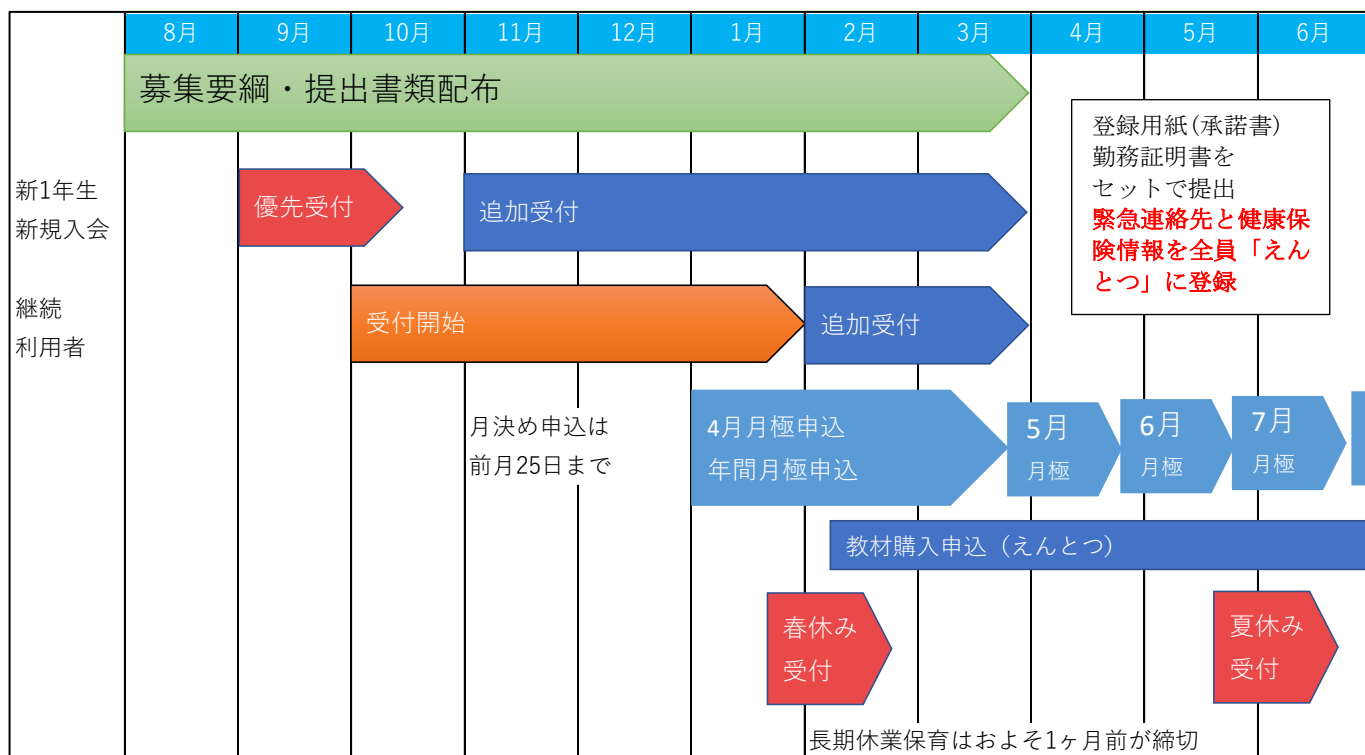 8月 9月 10月 11月 12月 1月 2月 3月 4月 5月 6月
募集要綱・提出書類配布
登録用紙(承諾書)
勤務証明書を
セットで提出
緊急連絡先と健康保
険情報を全員「えん
とつ」に登録
新1年生
新規入会
優先受付
追加受付
継続
利用者
受付開始
追加受付
月決め申込は
前月25日まで
4月月極申込
年間月極申込
5月
月極
6月
月極
7月
月極
教材購入申込（えんとつ）
春休み
受付
夏休み
受付
長期休業保育はおよそ1ヶ月前が締切